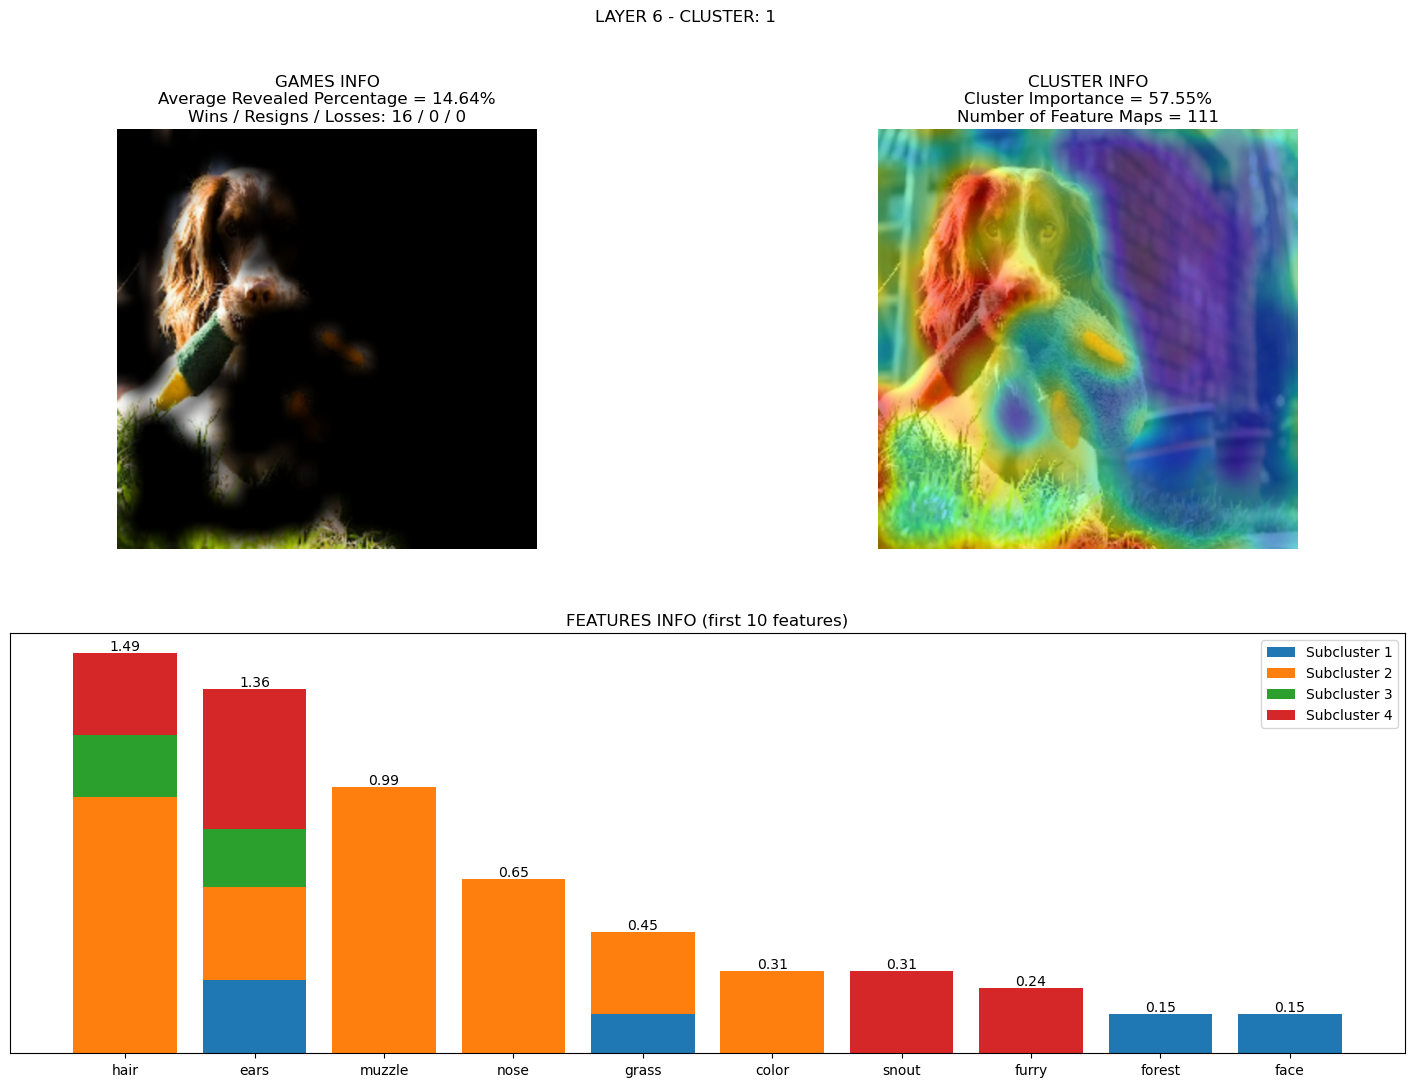 LAYER 6 - CLUSTER: 1
GAMES INFO
Average Revealed Percentage = 14.64%
Wins / Resigns / Losses: 16 / 0 / 0
CLUSTER INFO
Cluster Importance = 57.55%
Number of Feature Maps = 111
FEATURES INFO (first 10 features)
1.49
1.36
0.99
0.65
0.45
0.31
0.31
0.24
0.15
0.15
Subcluster 1
Subcluster 2
Subcluster 3
Subcluster 4
hair
ears
muzzle
nose
grass
color
snout
furry
forest
face